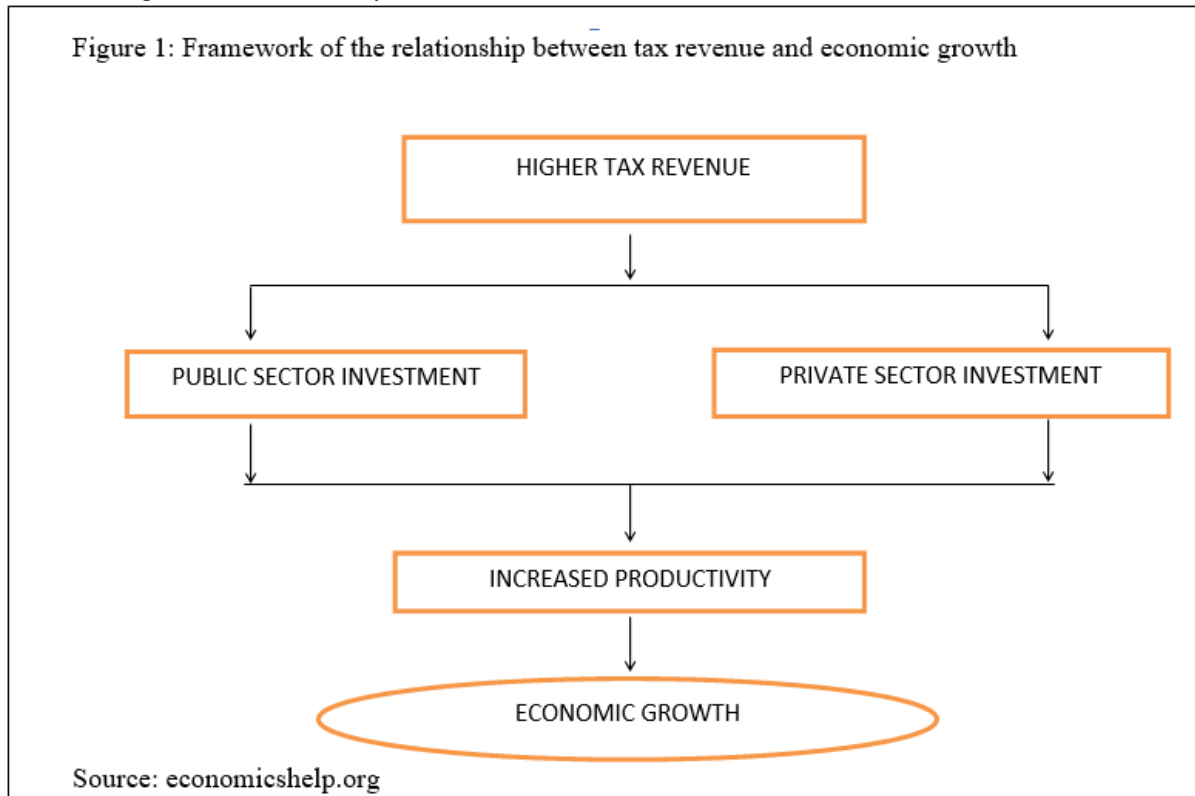 Figure 1: Framework of the relationship between tax revenue and economic growth
HIGHER TAX REVENUE
PUBLIC SECTOR INVESTMENT
PRIVATE SECTOR INVESTMENT
INCREASED PRODUCTIVITY
ECONOMIC GROWTH
Source: economicshelp.org